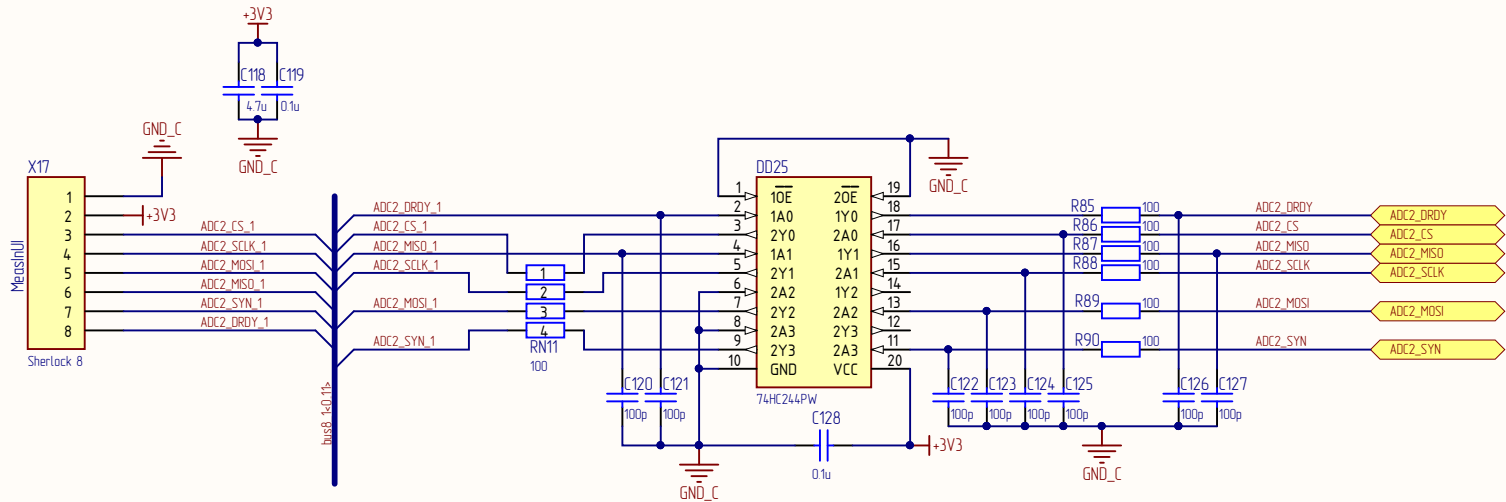 +3V3
C118
C119
4.7u
0.1u
GND_C
GND_C
X17
MeasInUI
1
2
3
4
5
6
7
8
+3V3
Sherlock 8
ADC2_CS_1
ADC2_SCLK_1
ADC2_MOSI_1
ADC2_MISO_1
ADC2_SYN_1
ADC2_DRDY_1
bus8_1<0..11>
ADC2_DRDY_1
ADC2_CS_1
ADC2_MISO_1
ADC2_SCLK_1
ADC2_MOSI_1
ADC2_SYN_1
1
2
3
4
RN11
100
C120
C121
100p
100p
GND_C
C128
0.1u
+3V3
GND_C
DD25
1 1OE 2OE 19
2 1A0 1Y0 18
3 2Y0 2A0 17
4 1A1 1Y1 16
5 2Y1 2A1 15
6 2A2 1Y2 14
7 2Y2 2A2 13
8 2A3 2Y3 12
9 2Y3 2A3 11
10 GND VCC 20
74HC244PW
R85 100 ADC2_DRDY ADC2_DRDY
R86 100 ADC2_CS ADC2_CS
R87 100 ADC2_MISO ADC2_MISO
R88 100 ADC2_SCLK ADC2_SCLK
R89 100 ADC2_MOSI ADC2_MOSI
R90 100 ADC2_SYN ADC2_SYN
C122 C123 C124 C125 C126 C127
100p 100p 100p 100p 100p 100p
GND_C